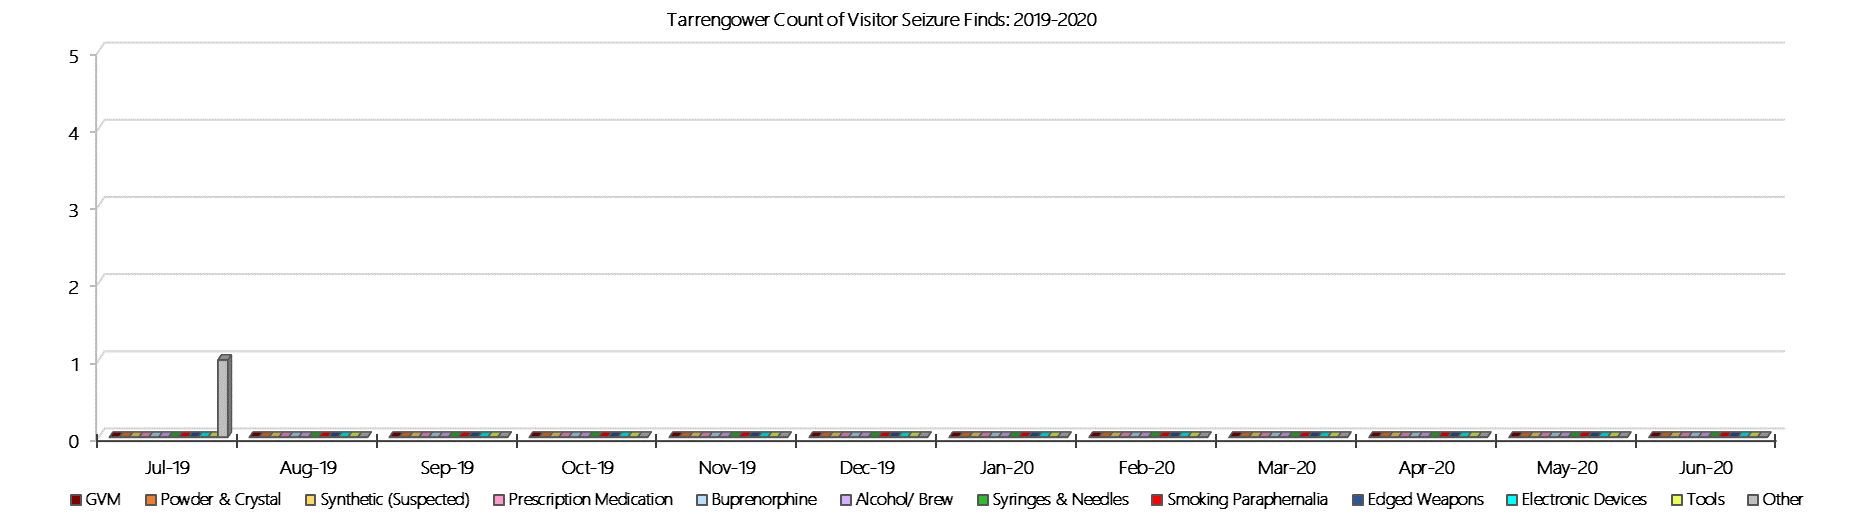 Tarrengower Count of Visitor Seizure Finds: 2019-2020
5
4
3
2
1
0
Jul-19 Aug-19 Sep-19 Oct-19 Nov-19 Dec-19 Jan-20 Feb-20 Mar-20 Apr-20 May-20 Jun-20
GVM Powder & Crystal Synthetic (Suspected) Prescription Medication Buprenorphine Alcohol/ Brew Syringes & Needles Smoking Paraphernalia Edged Weapons Electronic Devices Tools Other